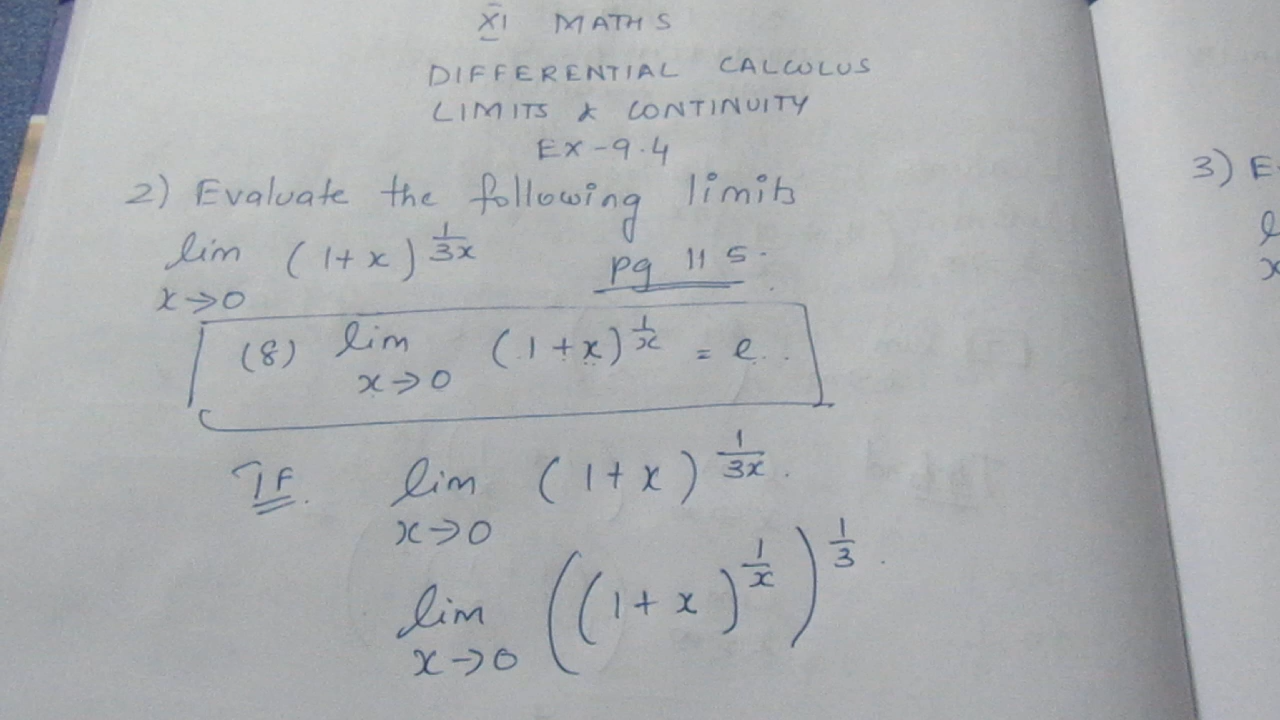 XI MATHS
DIFFERENTIAL CALCULUS
LIMITS & CONTINUITY
EX-9.4
2) Evaluate the following limits
lim x→0 (1+x)^(1/3x) pg 115.
(8) lim x→0 (1+x)^(1/x) = e.
TF. lim x→0 (1+x)^(1/3x).
lim x→0 ((1+x)^(1/x))^(1/3).
3) E
l
x